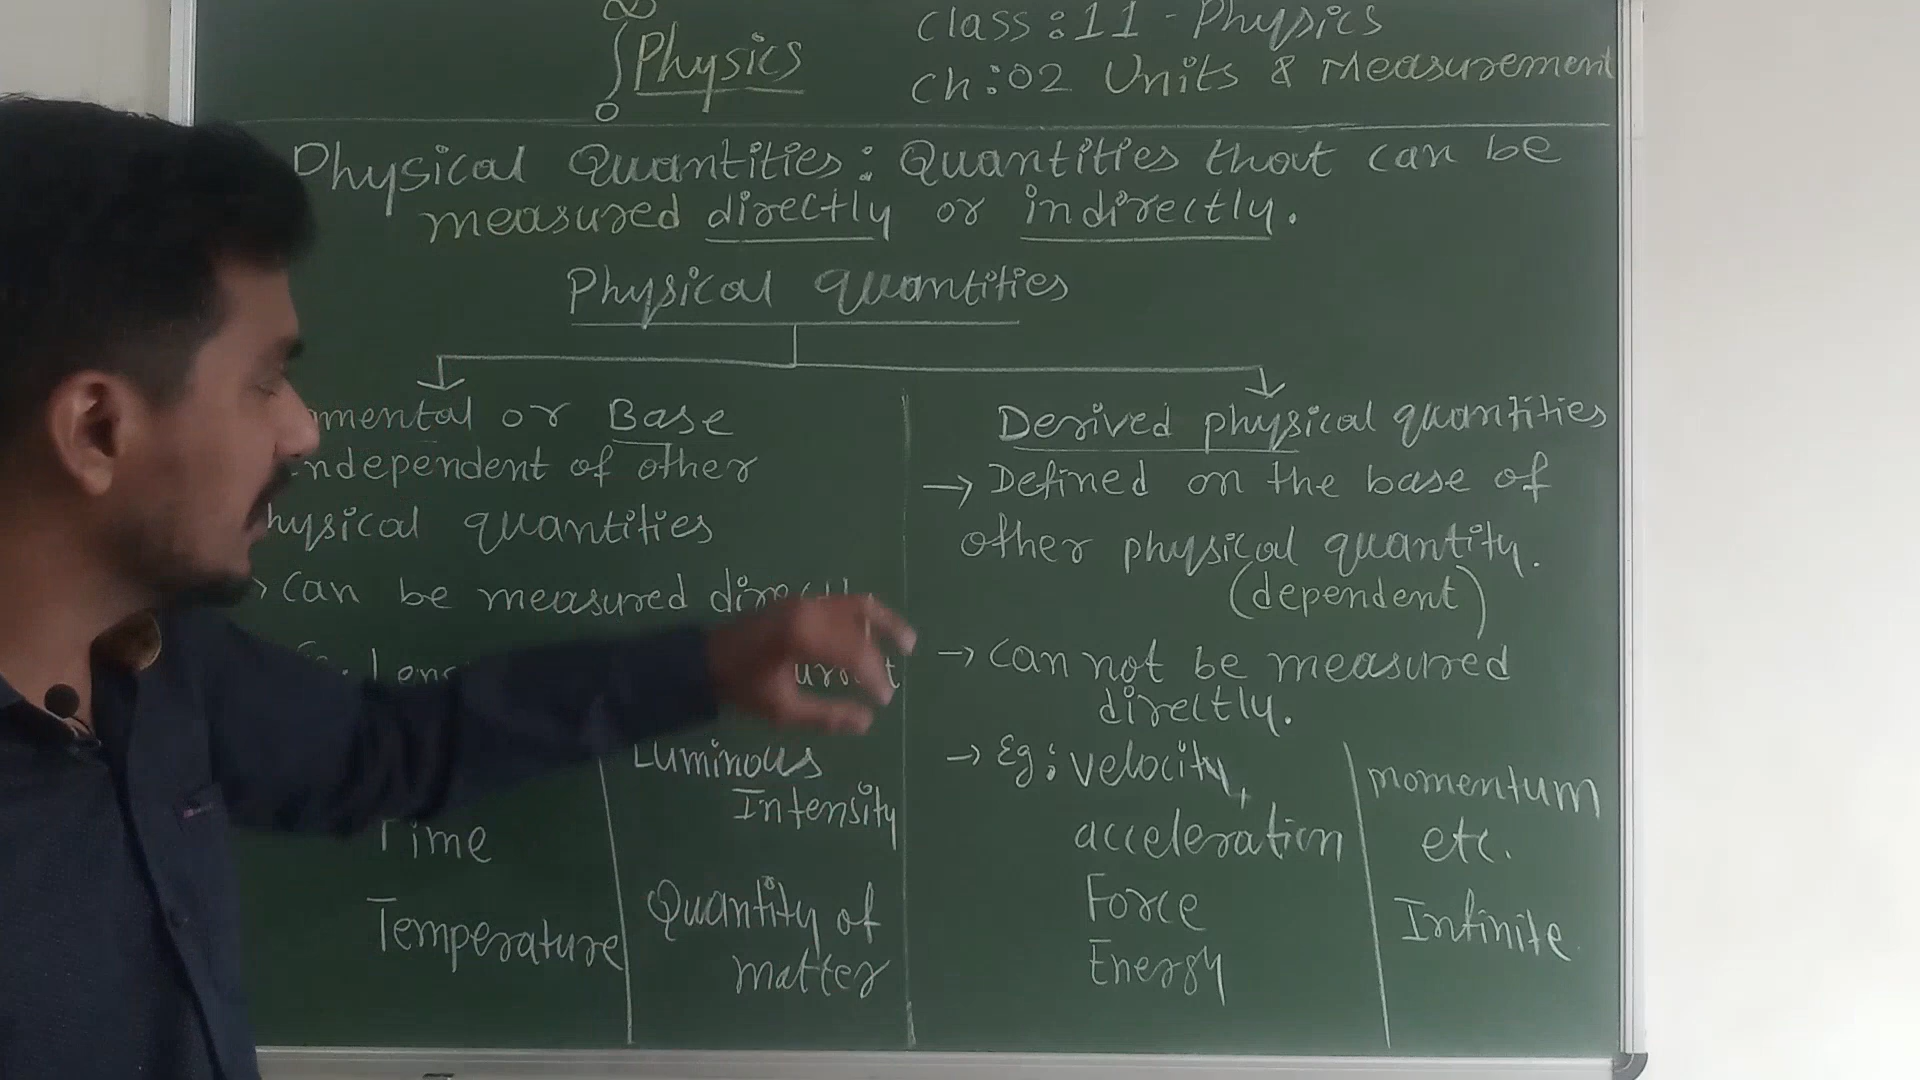 ∞
∫Physics
0
class:11 - Physics
ch:02 Units & Measurement
Physical Quantities: Quantities that can be
measured directly or indirectly.
Physical quantities
mental or Base
ndependent of other
hysical quantities
→ can be measured directly
Luminous
Intensity
Time
Temperature
Quantity of
matter
Derived physical quantities
→ Defined on the base of
other physical quantity.
(dependent)
→ can not be measured
directly.
→ Eg: velocity,
acceleration
Force
Energy
momentum
etc.
Infinite